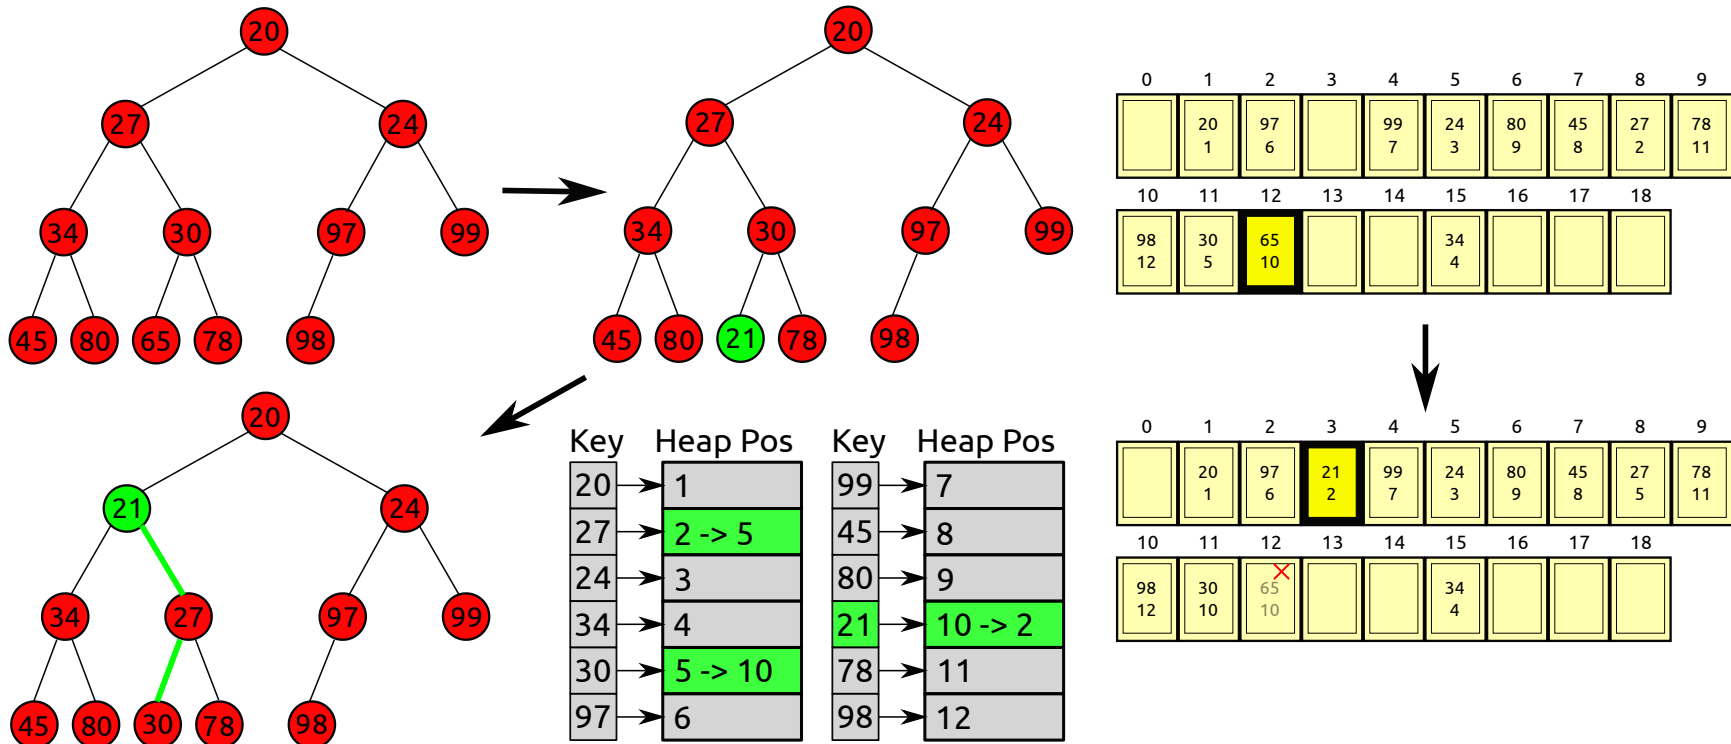 20
27 24
34 30 97 99
45 80 65 78 98
20
27 24
34 30 97 99
45 80 21 78 98
20
21 24
34 27 97 99
45 80 30 78 98
Key Heap Pos
20 1
27 2 -> 5
24 3
34 4
30 5 -> 10
97 6
Key Heap Pos
99 7
45 8
80 9
21 10 -> 2
78 11
98 12
0 1 2 3 4 5 6 7 8 9
20 97 99 24 80 45 27 78
1 6 7 3 9 8 2 11
10 11 12 13 14 15 16 17 18
98 30 65 34
12 5 10 4
0 1 2 3 4 5 6 7 8 9
20 97 21 99 24 80 45 27 78
1 6 2 7 3 9 8 5 11
10 11 12 13 14 15 16 17 18
98 30 65 34
12 10 10 4